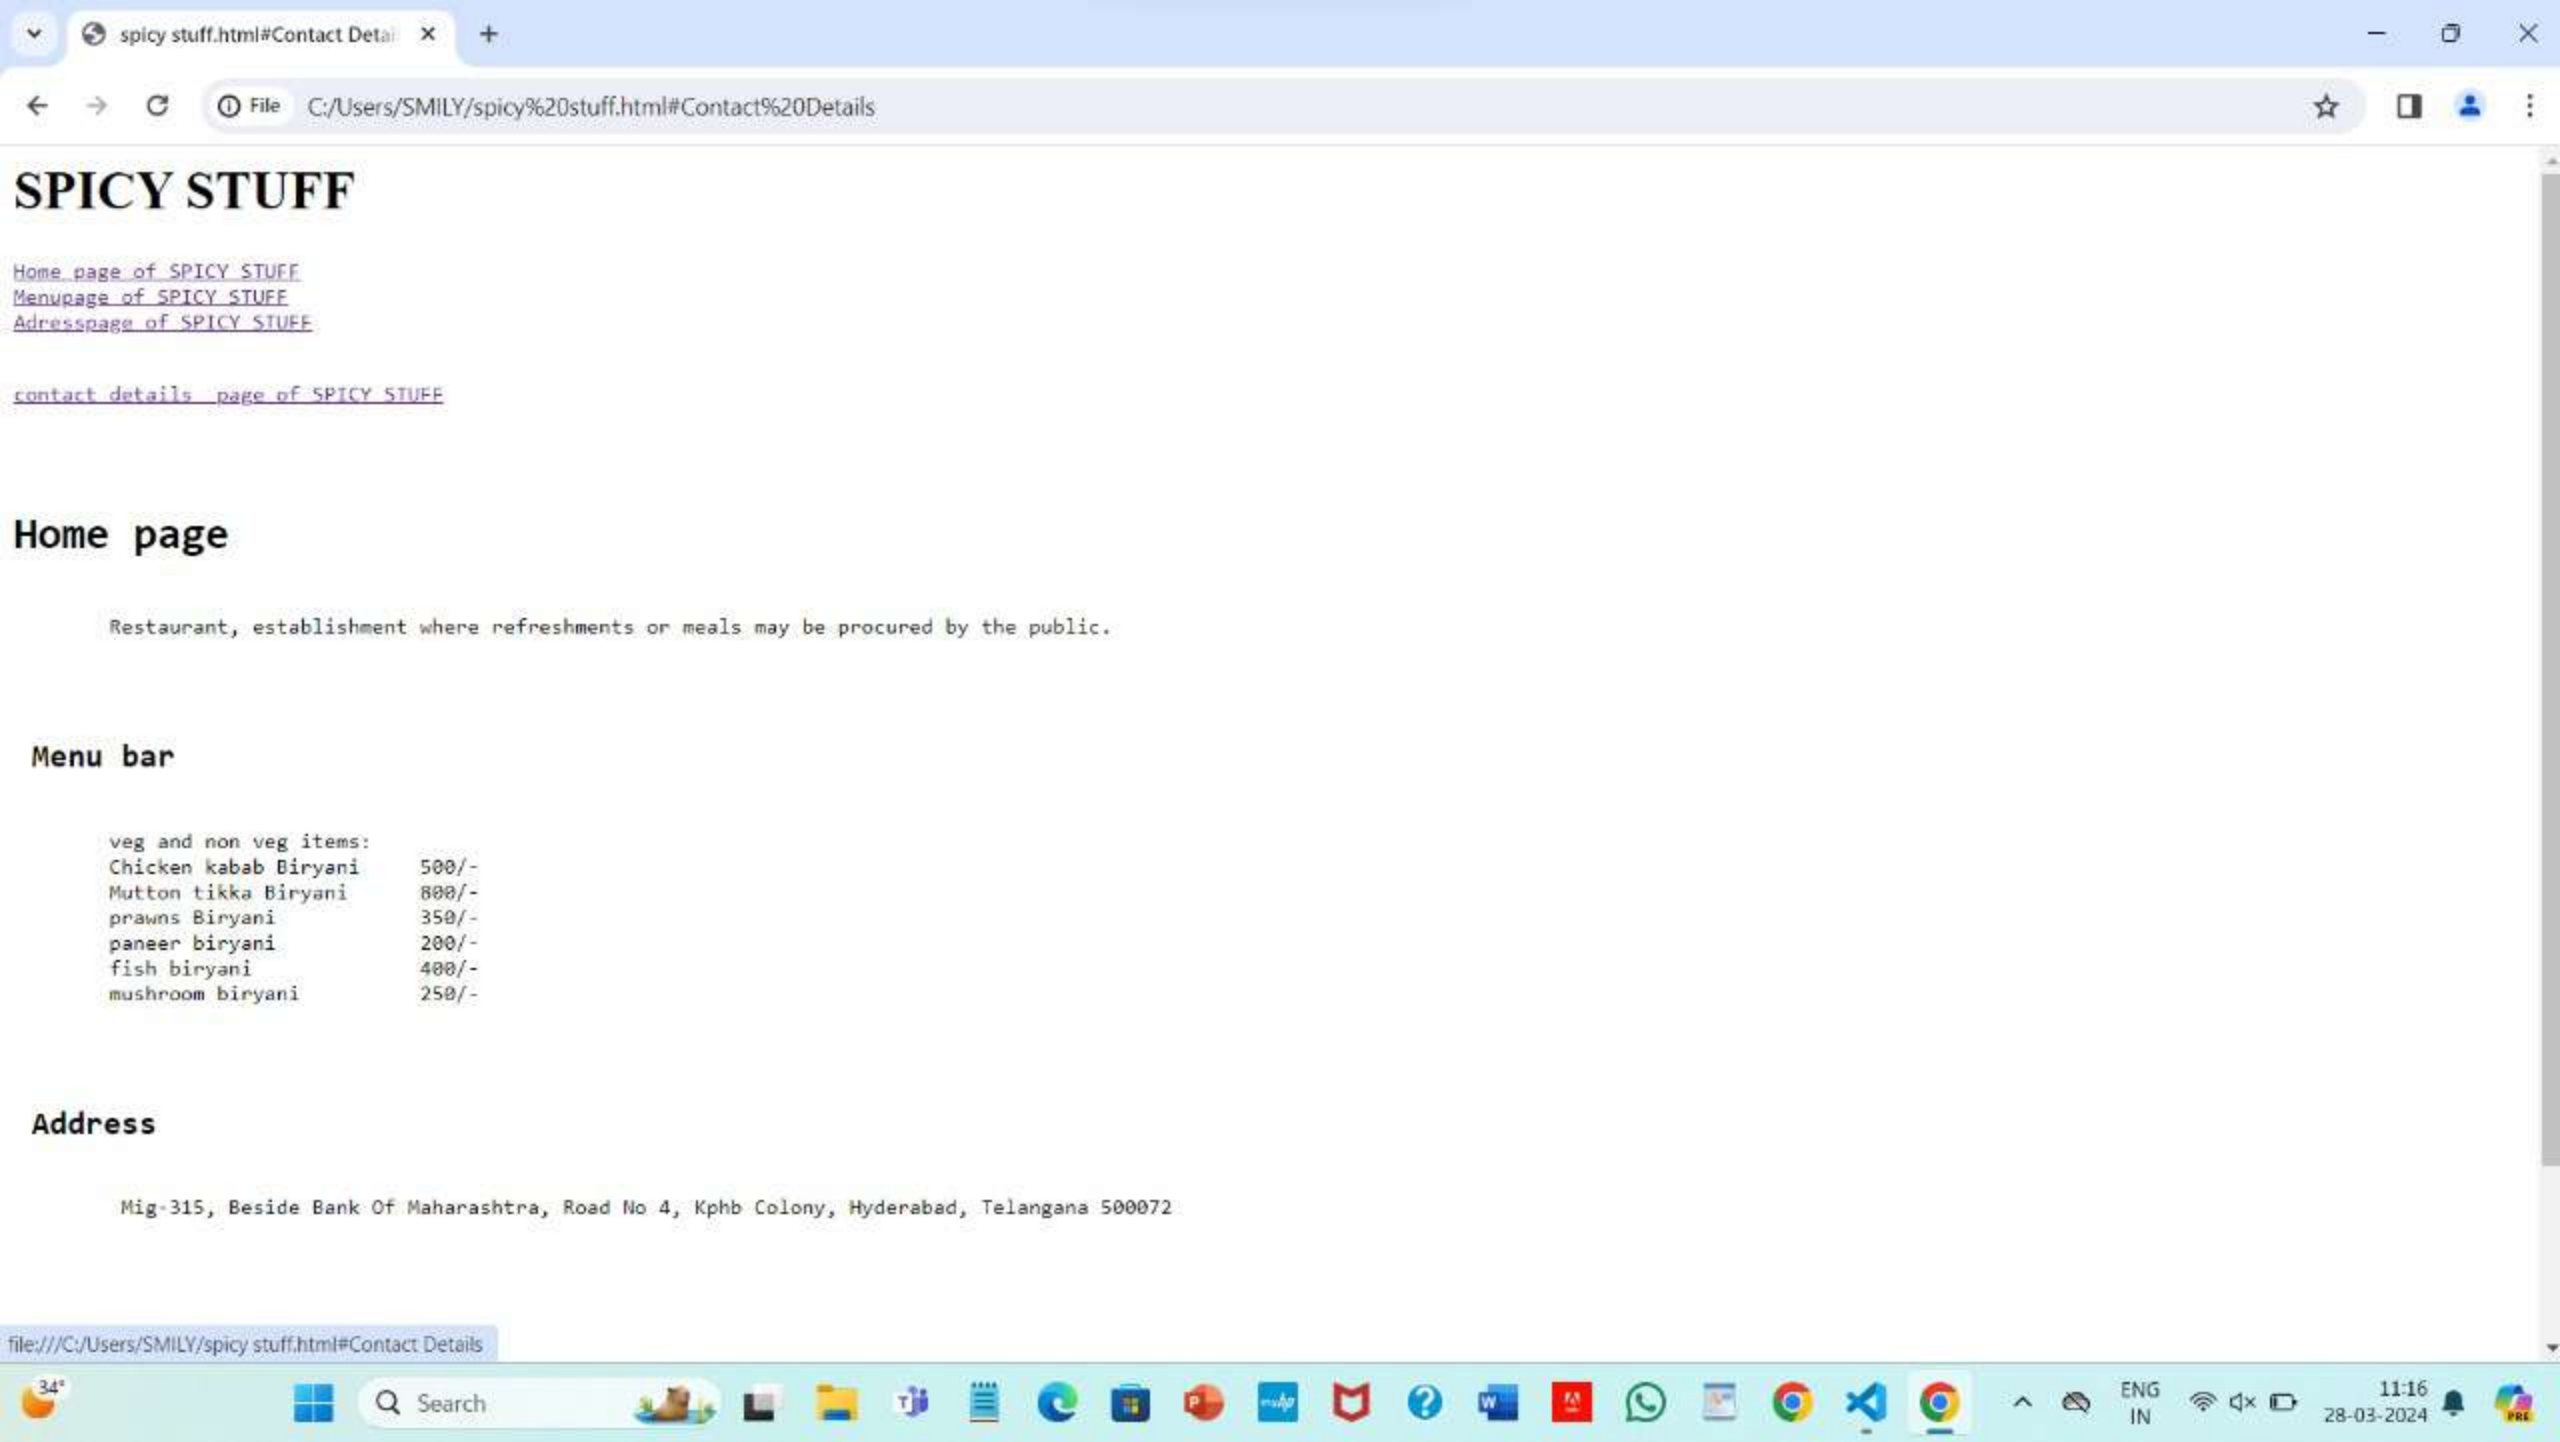 spicy stuff.html#Contact Detai
File C:/Users/SMILY/spicy%20stuff.html#Contact%20Details
SPICY STUFF
Home page of SPICY STUFF
Menupage of SPICY STUFF
Adresspage of SPICY STUFF
contact details  page of SPICY STUFF
Home page
Restaurant, establishment where refreshments or meals may be procured by the public.
Menu bar
veg and non veg items:
Chicken kabab Biryani 500/-
Mutton tikka Biryani 800/-
prawns Biryani 350/-
paneer biryani 200/-
fish biryani 400/-
mushroom biryani 250/-
Address
Mig-315, Beside Bank Of Maharashtra, Road No 4, Kphb Colony, Hyderabad, Telangana 500072
file:///C:/Users/SMILY/spicy stuff.html#Contact Details
34°
Search
ENG
IN
11:16
28-03-2024
PRE